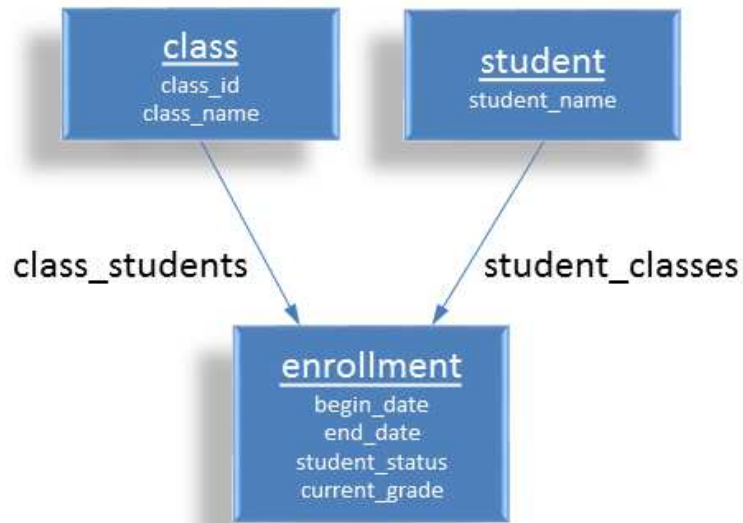 class
class_id
class_name
student
student_name
class_students
student_classes
enrollment
begin_date
end_date
student_status
current_grade